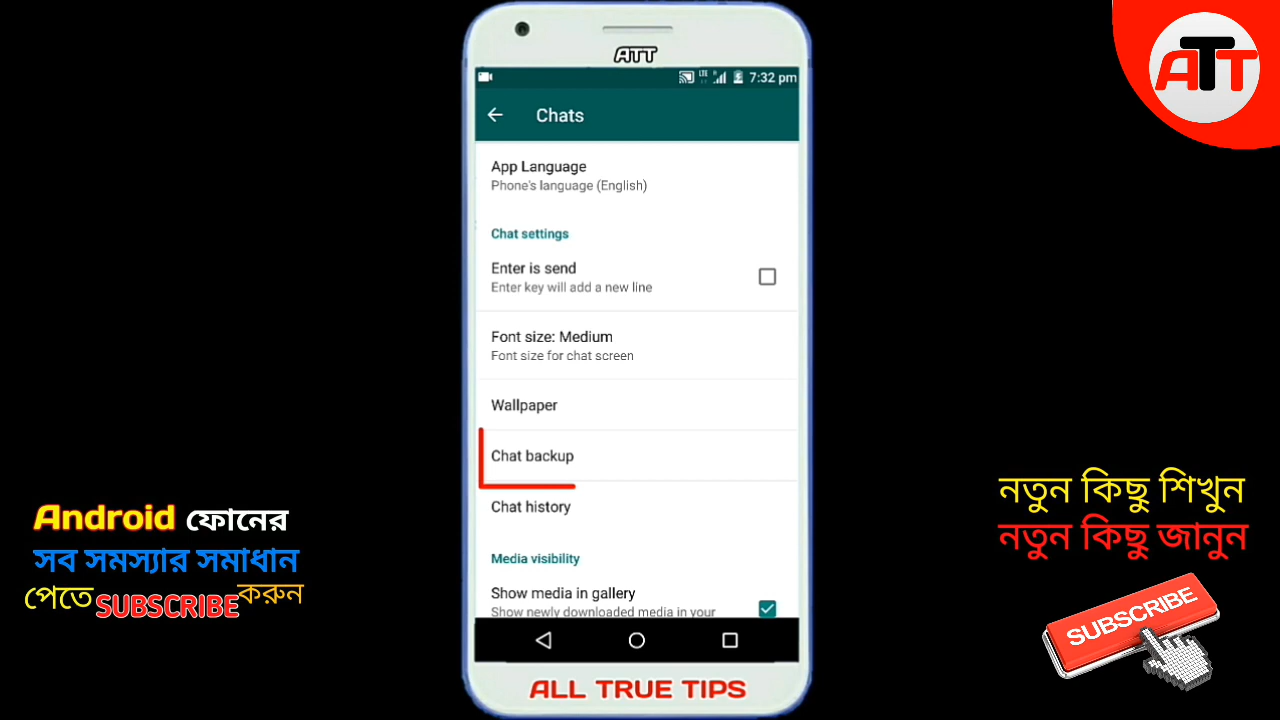 ATT
ATT
7:32 pm
Chats
App Language
Phone's language (English)
Chat settings
Enter is send
Enter key will add a new line
Font size: Medium
Font size for chat screen
Wallpaper
Chat backup
Chat history
Media visibility
Show media in gallery
Show newly downloaded media in your
ALL TRUE TIPS
Android ফোনের
সব সমস্যার সমাধান
পেতে SUBSCRIBE করুন
নতুন কিছু শিখুন
নতুন কিছু জানুন
SUBSCRIBE